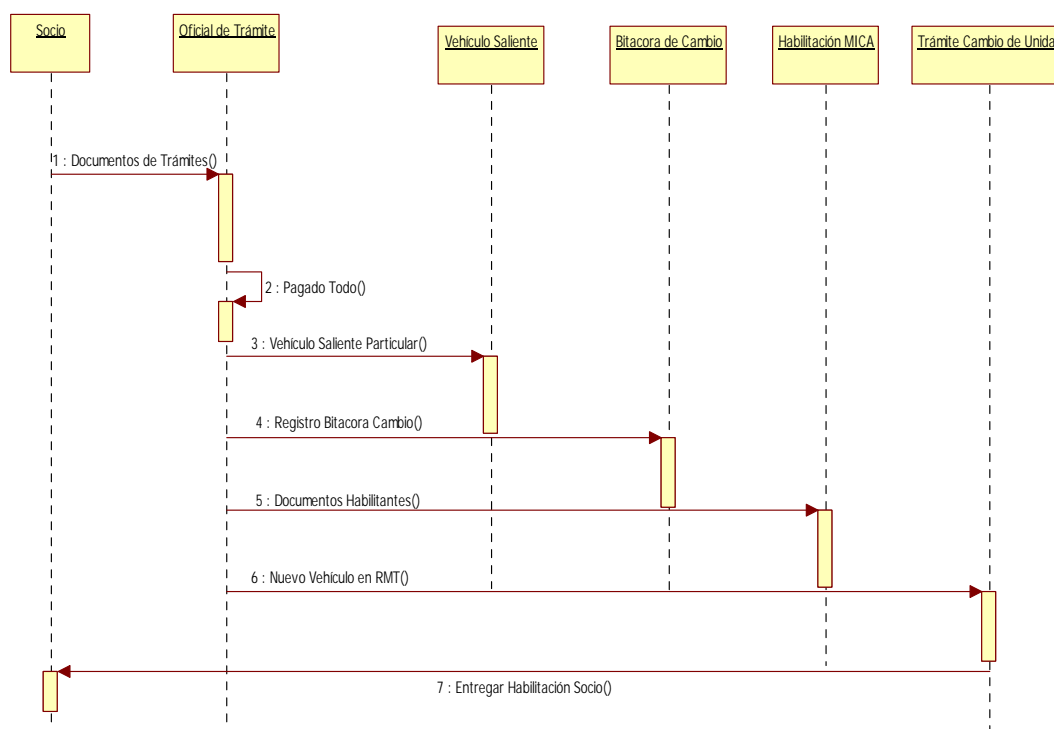 Socio
Oficial de Trámite
Vehículo Saliente
Bitacora de Cambio
Habilitación MICA
Trámite Cambio de Unida
1 : Documentos de Trámites()
2 : Pagado Todo()
3 : Vehículo Saliente Particular()
4 : Registro Bitacora Cambio()
5 : Documentos Habilitantes()
6 : Nuevo Vehículo en RMT()
7 : Entregar Habilitación Socio()